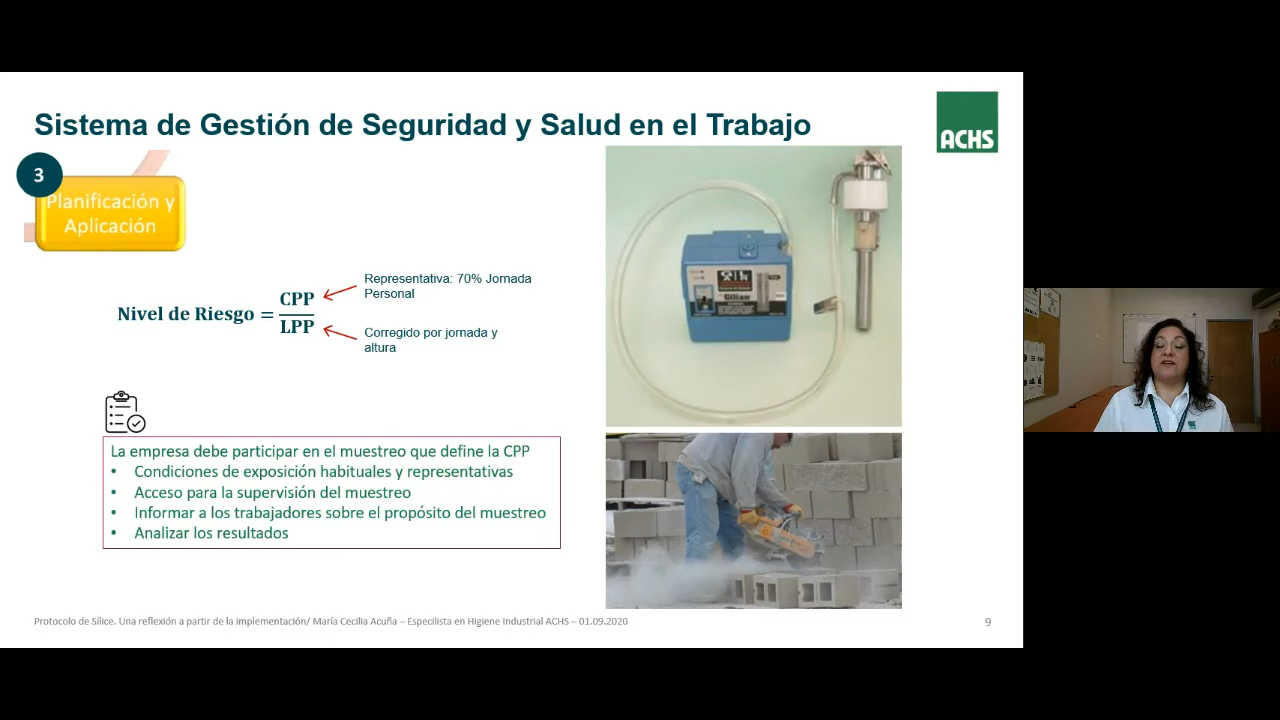 Sistema de Gestión de Seguridad y Salud en el Trabajo
ACHS
3
Planificación y
Aplicación
Nivel de Riesgo = CPP
LPP
Representativa: 70% Jornada
Personal
Corregido por jornada y
altura
Gilian
La empresa debe participar en el muestreo que define la CPP
• Condiciones de exposición habituales y representativas
• Acceso para la supervisión del muestreo
• Informar a los trabajadores sobre el propósito del muestreo
• Analizar los resultados
Protocolo de Sílice. Una reflexión a partir de la implementación/ María Cecilia Acuña – Especilista en Higiene Industrial ACHS – 01.09.2020
9